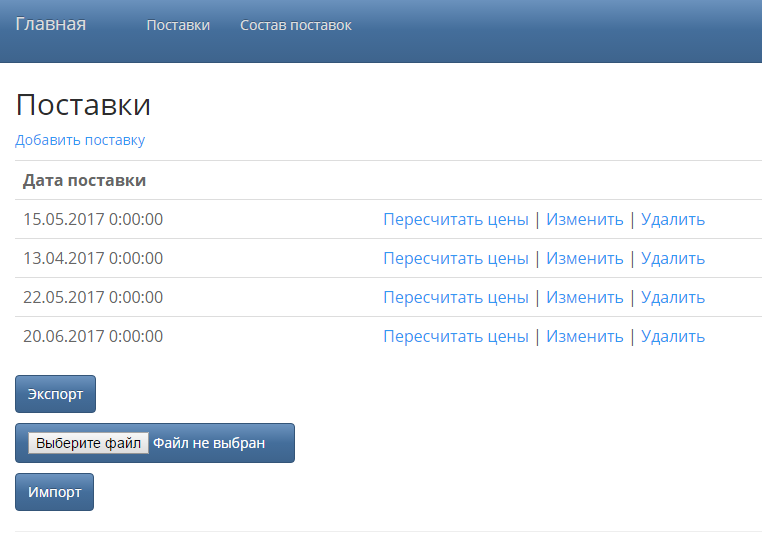 Главная Поставки Состав поставок
Поставки
Добавить поставку
Дата поставки
15.05.2017 0:00:00 Пересчитать цены | Изменить | Удалить
13.04.2017 0:00:00 Пересчитать цены | Изменить | Удалить
22.05.2017 0:00:00 Пересчитать цены | Изменить | Удалить
20.06.2017 0:00:00 Пересчитать цены | Изменить | Удалить
Экспорт
Выберите файл Файл не выбран
Импорт